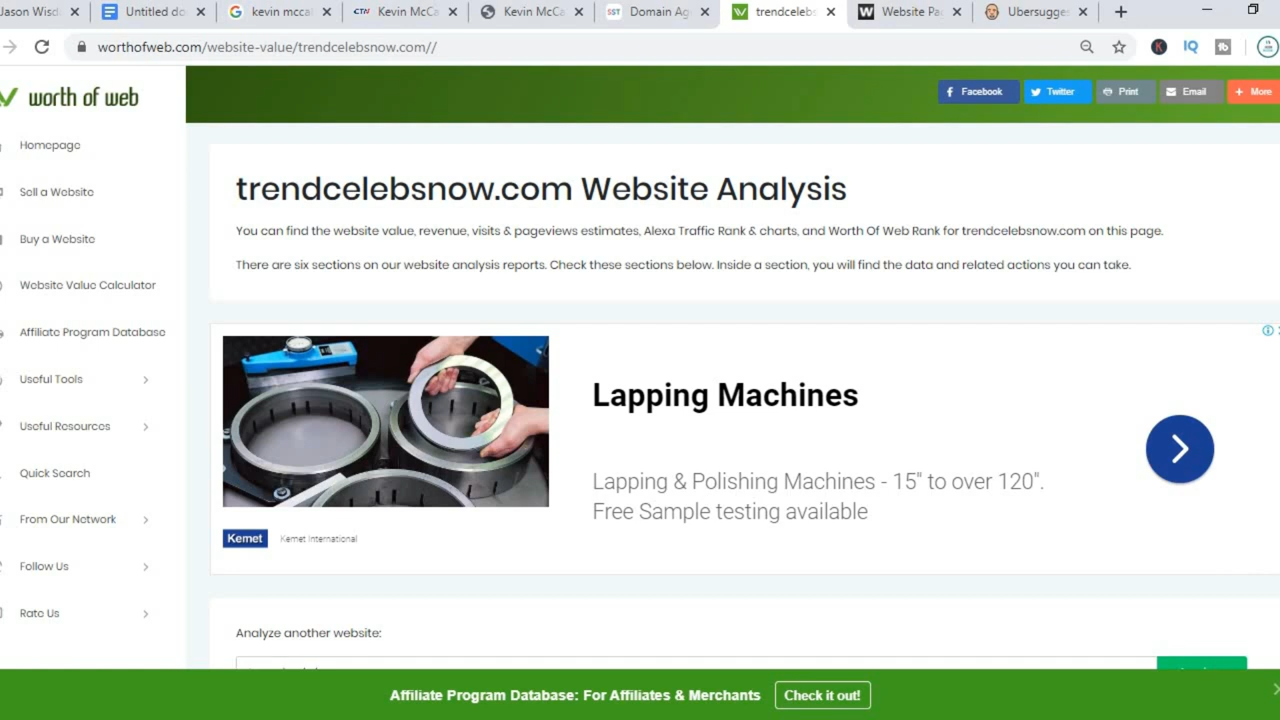 Jason Wisd
Untitled do
kevin mcca
CTN Kevin McCa
Kevin McCa
SST Domain Ag
trendcelebs
W Website Pa
Ubersugges
worthofweb.com/website-value/trendcelebsnow.com//
K IQ tb
worth of web
Facebook
Twitter
Print
Email
More
Homepage
Sell a Website
Buy a Website
Website Value Calculator
Affiliate Program Database
Useful Tools
Useful Resources
Quick Search
From Our Network
Follow Us
Rate Us
trendcelebsnow.com Website Analysis
You can find the website value, revenue, visits & pageviews estimates, Alexa Traffic Rank & charts, and Worth Of Web Rank for trendcelebsnow.com on this page.
There are six sections on our website analysis reports. Check these sections below. Inside a section, you will find the data and related actions you can take.
Lapping Machines
Lapping & Polishing Machines - 15" to over 120".
Free Sample testing available
Kemet
Kemet International
Analyze another website:
Affiliate Program Database: For Affiliates & Merchants
Check it out!